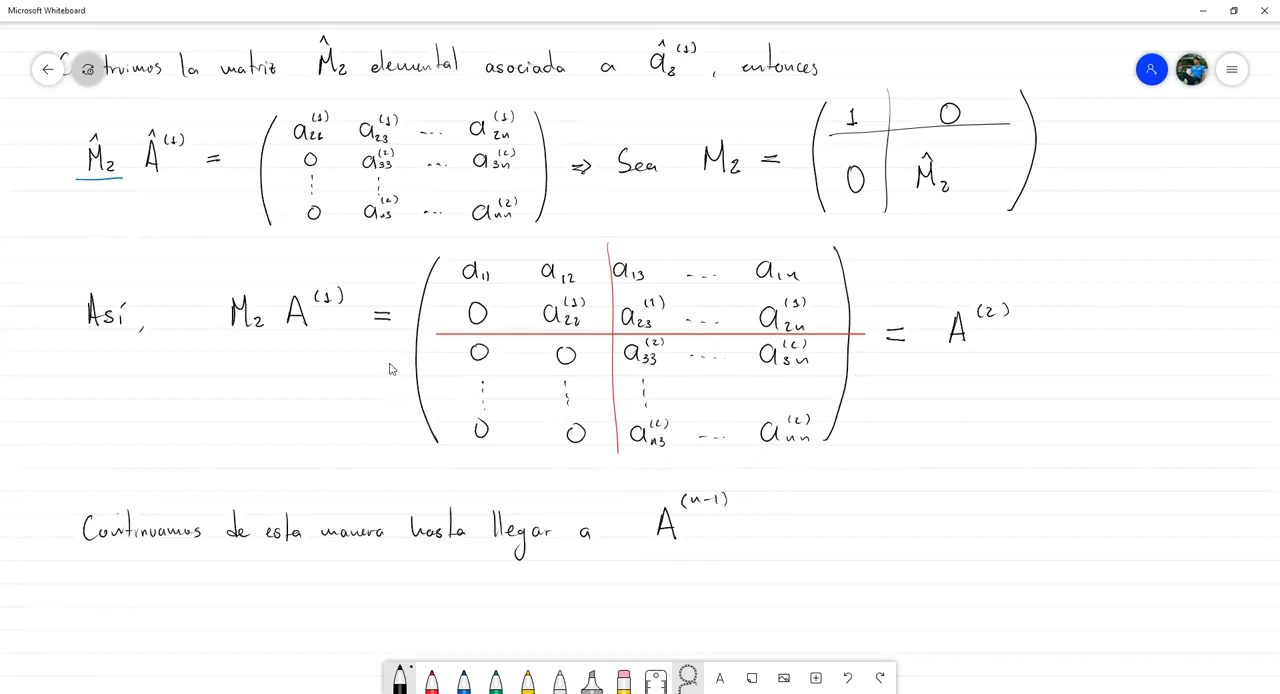 Microsoft Whiteboard
truimos la matriz M̂₂ elemental asociada a â₃⁽¹⁾, entonces
M̂₂ Â⁽¹⁾ = ( a₂₂⁽¹⁾ a₂₃⁽¹⁾ ... a₂ₙ⁽¹⁾ ; 0 a₃₃⁽²⁾ ... a₃ₙ⁽²⁾ ; ⋮ ⋮ ; 0 aₙ₃⁽²⁾ ... aₙₙ⁽²⁾ ) ⇒ Sea M₂ = ( 1 | 0 ; 0 | M̂₂ )
Así, M₂ A⁽¹⁾ = ( a₁₁ a₁₂ a₁₃ ... a₁ₙ ; 0 a₂₂⁽¹⁾ a₂₃⁽¹⁾ ... a₂ₙ⁽¹⁾ ; 0 0 a₃₃⁽²⁾ ... a₃ₙ⁽²⁾ ; ⋮ ⋮ ⋮ ; 0 0 aₙ₃⁽²⁾ ... aₙₙ⁽²⁾ ) = A⁽²⁾
Continuamos de esta manera hasta llegar a A⁽ⁿ⁻¹⁾
A